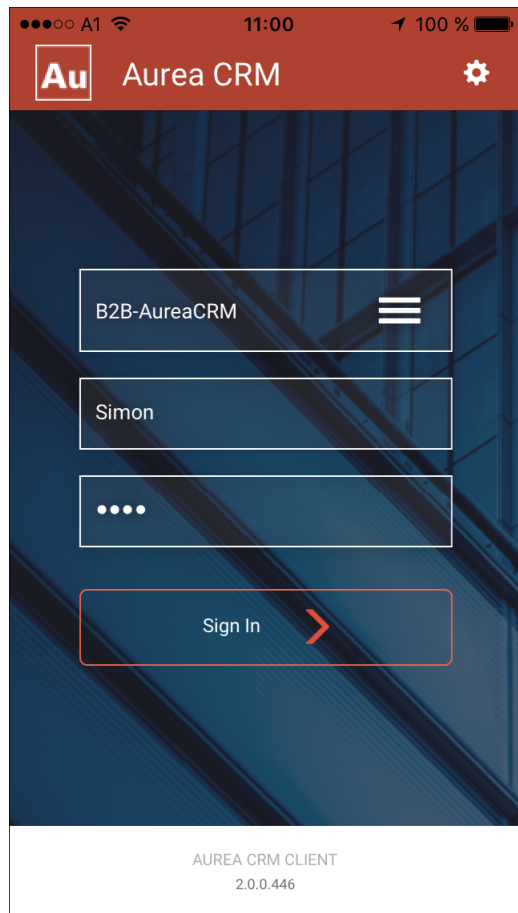 A1 11:00 100 %
Au Aurea CRM
B2B-AureaCRM
Simon
••••
Sign In
AUREA CRM CLIENT
2.0.0.446